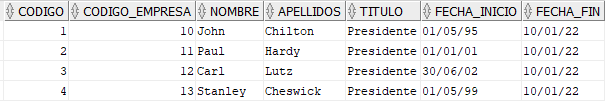 CODIGO CODIGO_EMPRESA NOMBRE APELLIDOS TITULO FECHA_INICIO FECHA_FIN
1 10 John Chilton Presidente 01/05/95 10/01/22
2 11 Paul Hardy Presidente 01/01/01 10/01/22
3 12 Carl Lutz Presidente 30/06/02 10/01/22
4 13 Stanley Cheswick Presidente 01/05/99 10/01/22